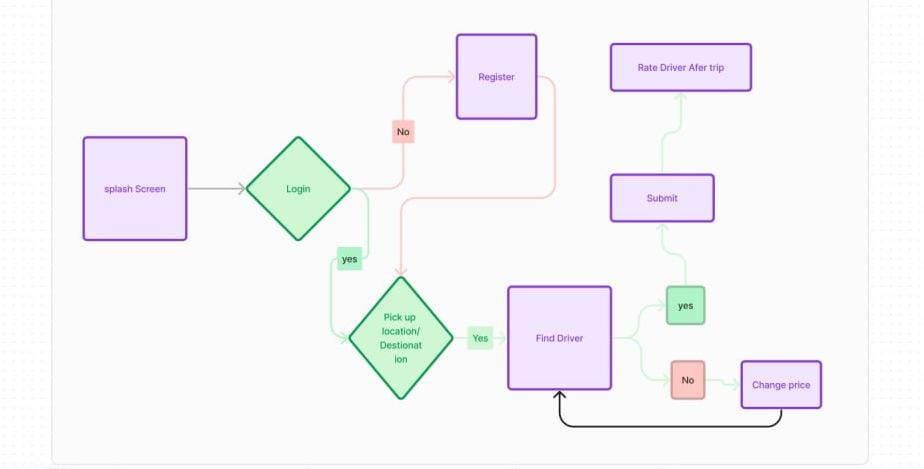 Register
Rate Driver Afer trip
No
splash Screen
Login
Submit
yes
Pick up
location/
Destionat
ion
Yes
Find Driver
yes
No
Change price